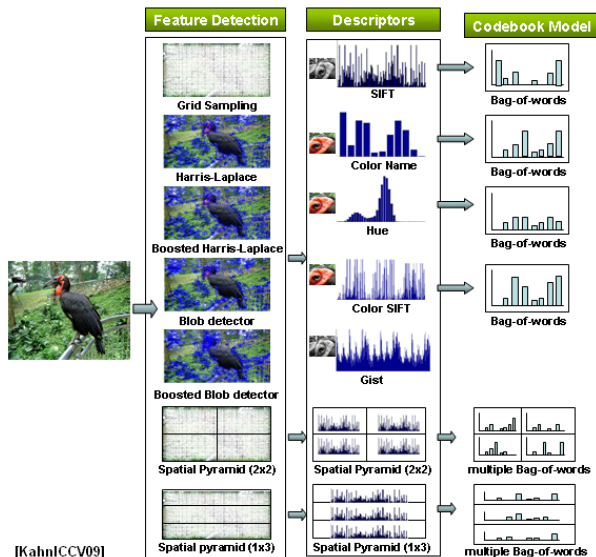 Feature Detection
Descriptors
Codebook Model
Grid Sampling
Harris-Laplace
Boosted Harris-Laplace
Blob detector
Boosted Blob detector
Spatial Pyramid (2x2)
Spatial pyramid (1x3)
SIFT
Color Name
Hue
Color SIFT
Gist
Spatial Pyramid (2x2)
Spatial Pyramid (1x3)
Bag-of-words
Bag-of-words
Bag-of-words
Bag-of-words
multiple Bag-of-words
multiple Bag-of-words
[KahnICCV09]